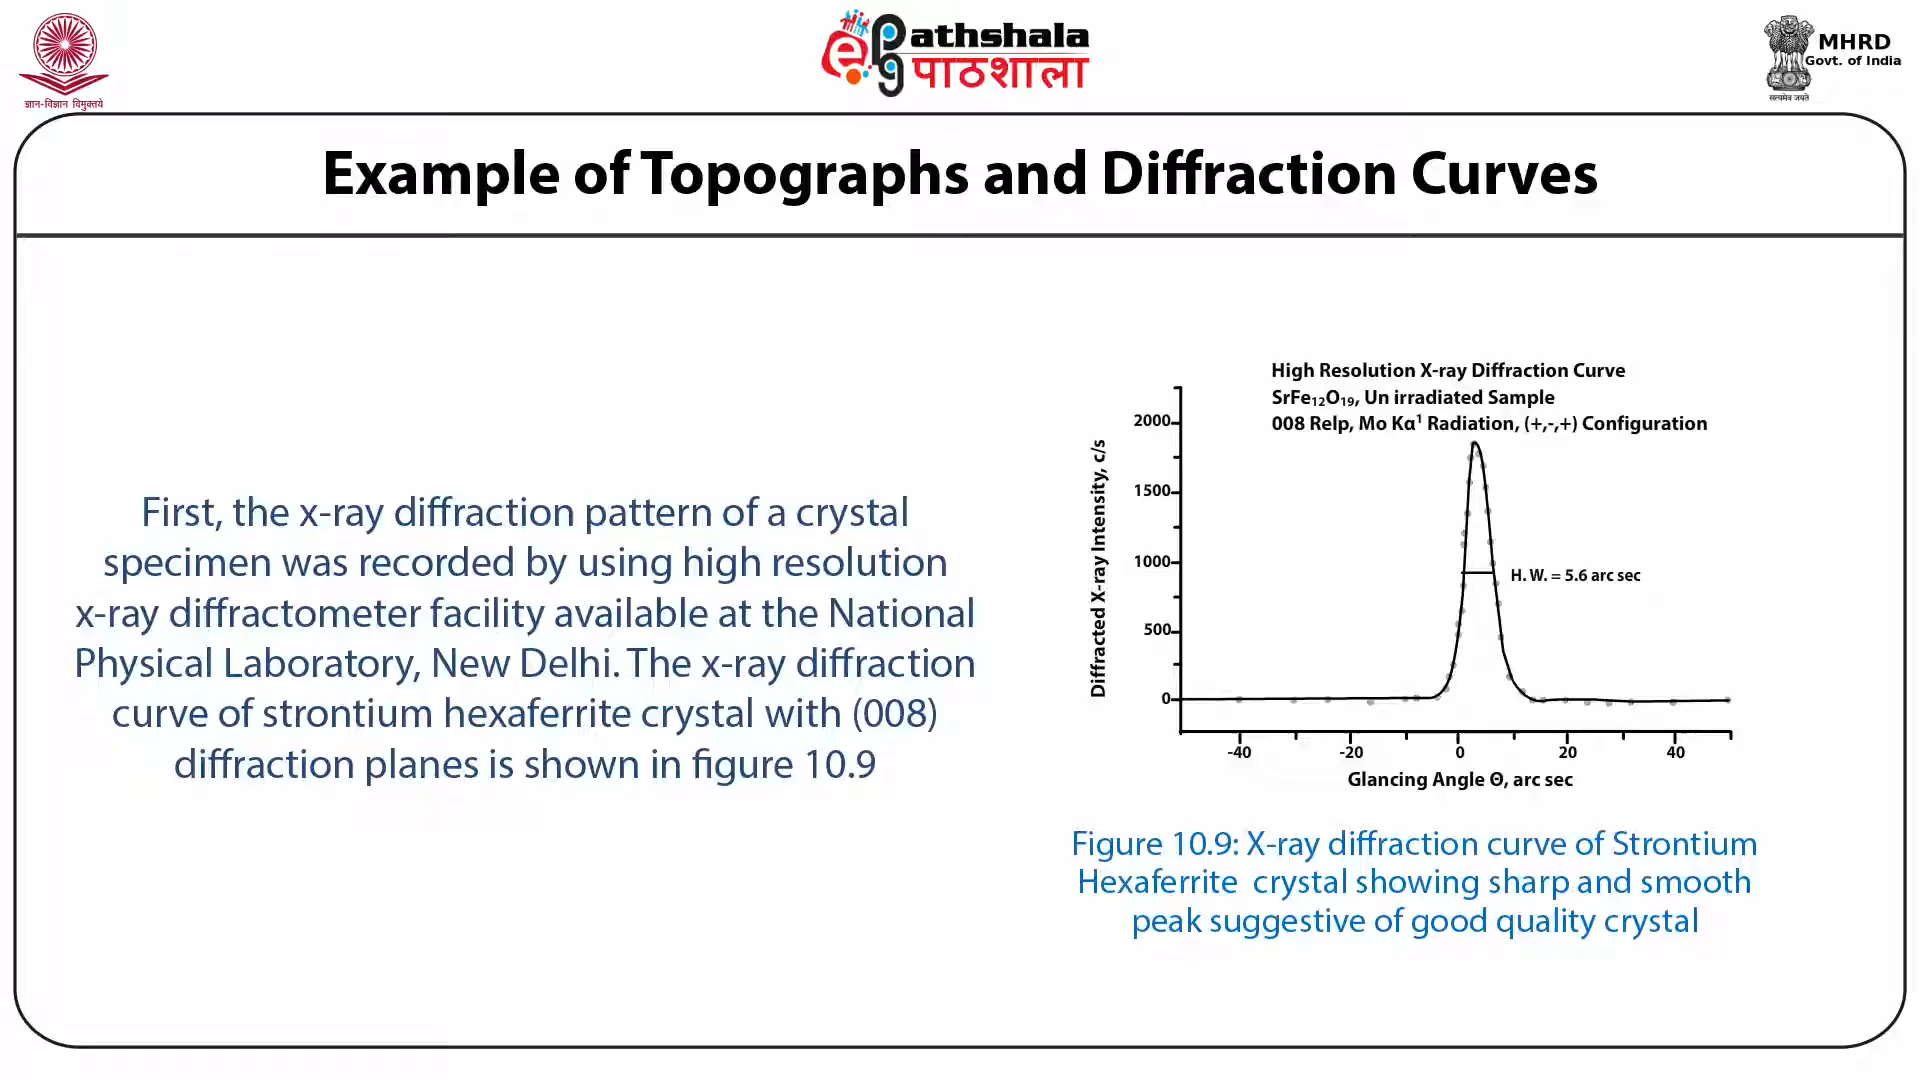 ज्ञान-विज्ञान विमुक्तये
ePathshala
पाठशाला
MHRD
Govt. of India
सत्यमेव जयते
Example of Topographs and Diffraction Curves
First, the x-ray diffraction pattern of a crystal
specimen was recorded by using high resolution
x-ray diffractometer facility available at the National
Physical Laboratory, New Delhi. The x-ray diffraction
curve of strontium hexaferrite crystal with (008)
diffraction planes is shown in figure 10.9
High Resolution X-ray Diffraction Curve
SrFe₁₂O₁₉, Un irradiated Sample
008 Relp, Mo Kα¹ Radiation, (+,-,+) Configuration
Diffracted X-ray Intensity, c/s
2000
1500
1000
500
0
H. W. = 5.6 arc sec
-40 -20 0 20 40
Glancing Angle Θ, arc sec
Figure 10.9: X-ray diffraction curve of Strontium
Hexaferrite crystal showing sharp and smooth
peak suggestive of good quality crystal